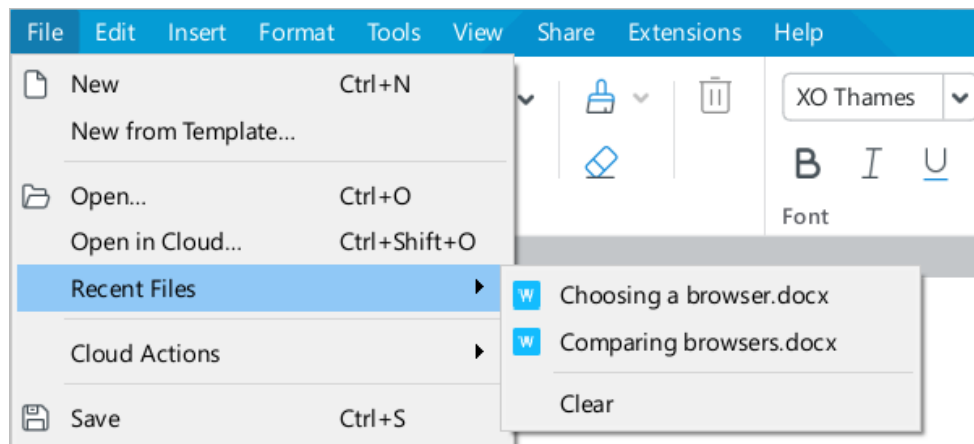 File Edit Insert Format Tools View Share Extensions Help
New Ctrl+N
New from Template...
Open... Ctrl+O
Open in Cloud... Ctrl+Shift+O
Recent Files
Cloud Actions
Save Ctrl+S
W Choosing a browser.docx
W Comparing browsers.docx
Clear
XO Thames
B I U
Font